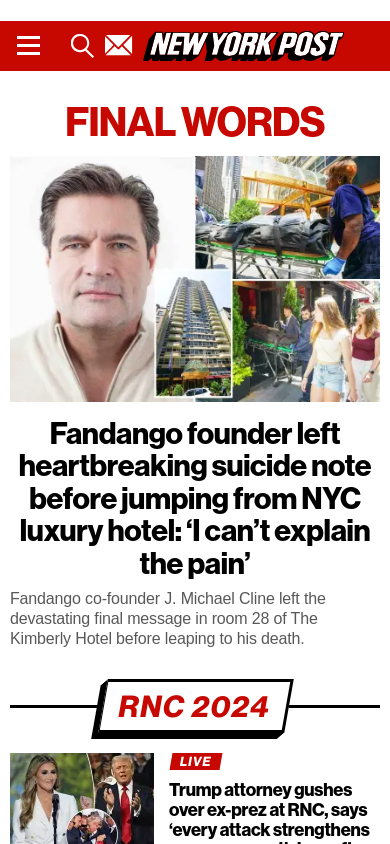 NEW YORK POST
FINAL WORDS
Fandango founder left
heartbreaking suicide note
before jumping from NYC
luxury hotel: ‘I can’t explain
the pain’
Fandango co-founder J. Michael Cline left the
devastating final message in room 28 of The
Kimberly Hotel before leaping to his death.
RNC 2024
LIVE
Trump attorney gushes
over ex-prez at RNC, says
‘every attack strengthens